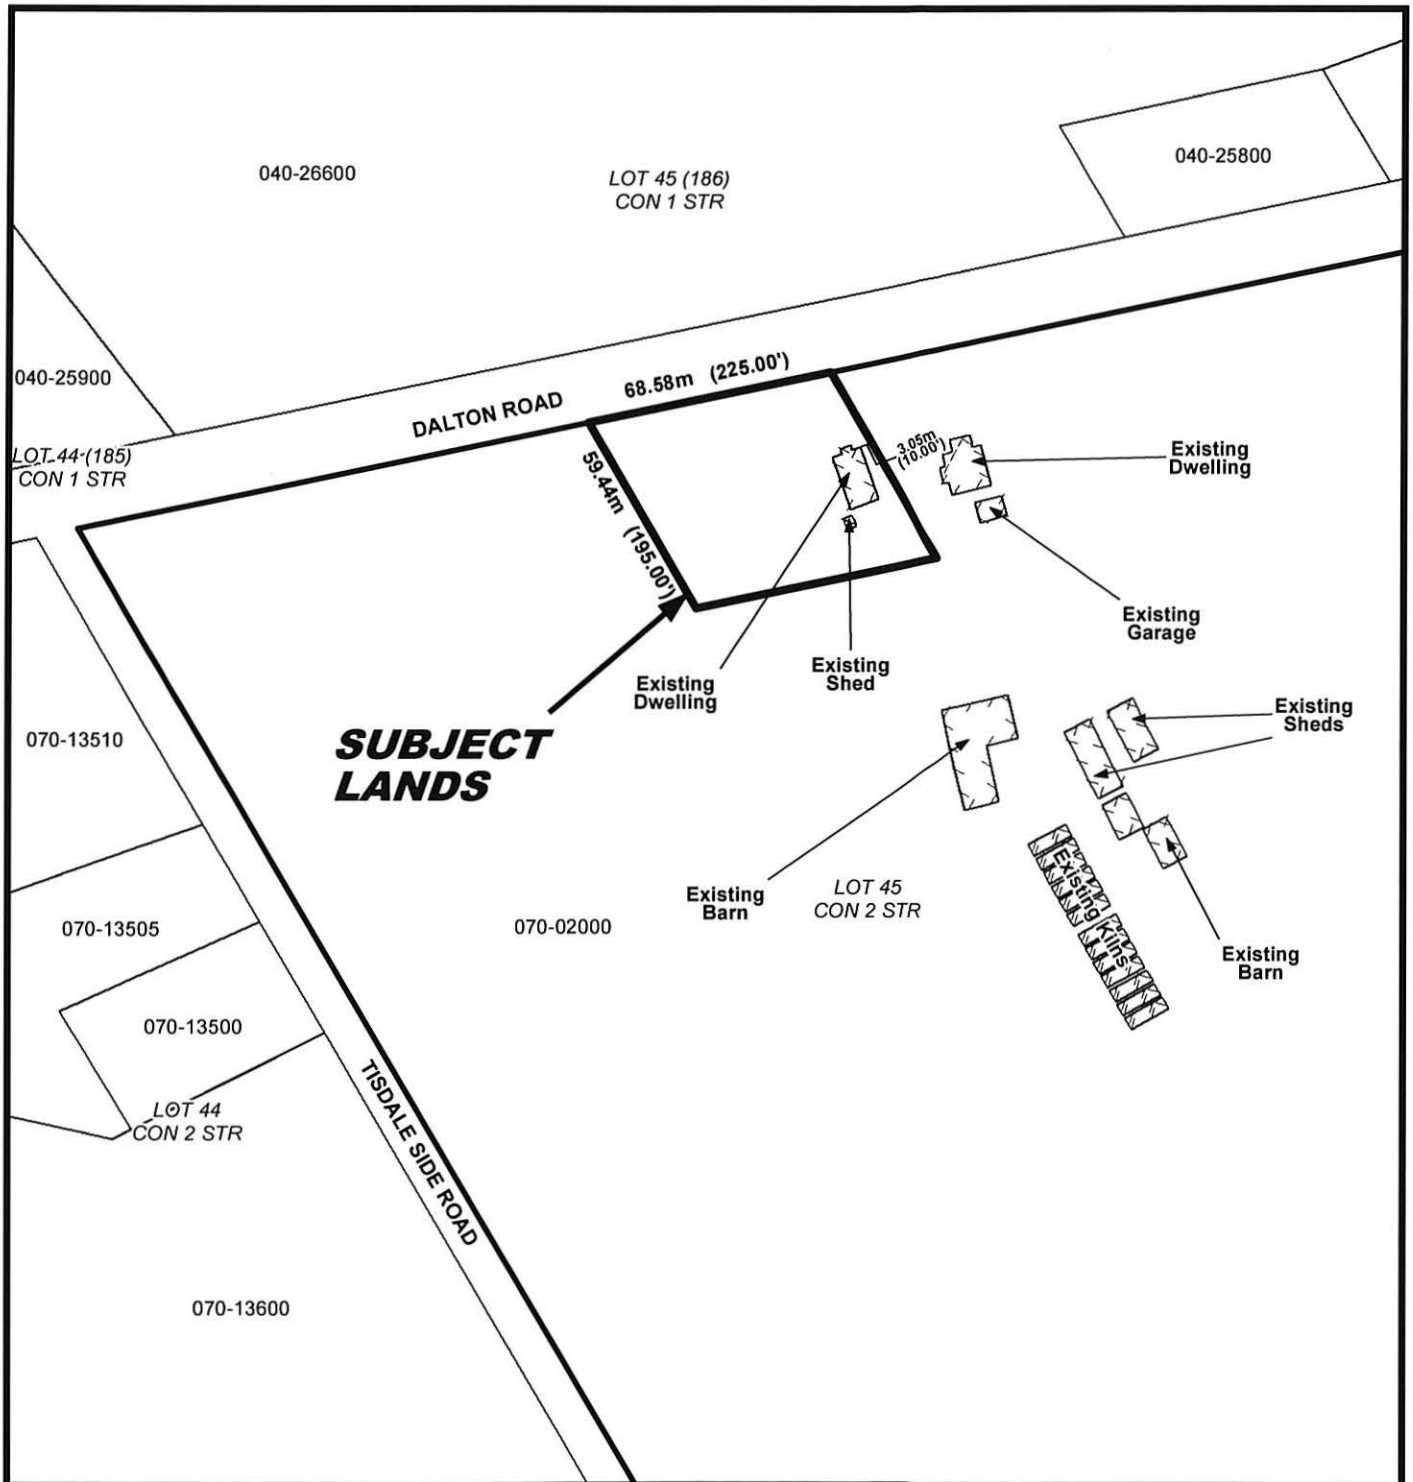 040-26600
LOT 45 (186)
CON 1 STR
040-25800
040-25900
DALTON ROAD
68.58m (225.00')
LOT 44 (185)
CON 1 STR
59.44m (195.00')
3.05m
(10.00')
Existing
Dwelling
Existing
Garage
Existing
Dwelling
Existing
Shed
SUBJECT
LANDS
070-13510
Existing
Sheds
Existing
Barn
LOT 45
CON 2 STR
Existing Kilns
070-13505
070-02000
Existing
Barn
070-13500
LOT 44
CON 2 STR
TISDALE SIDE ROAD
070-13600